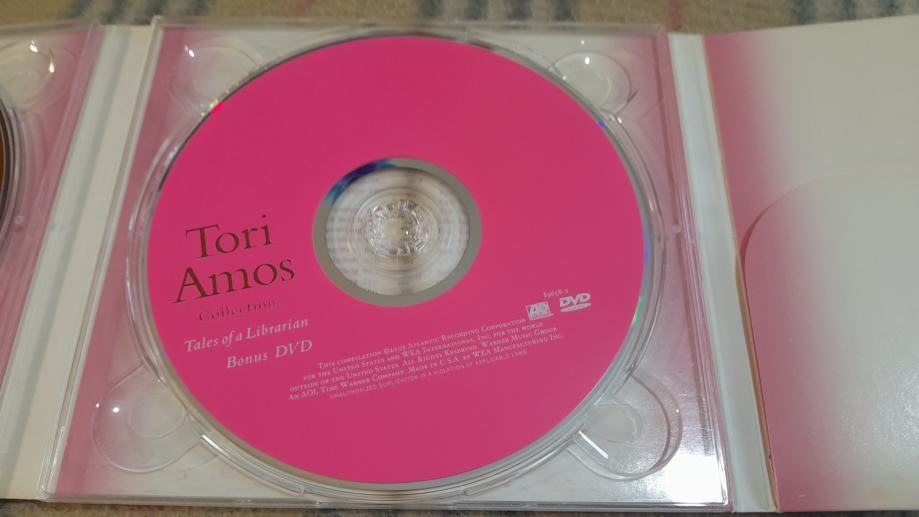 Tori
Amos
Collection
Tales of a Librarian
Bonus DVD
83658-2
DVD
VIDEO
This compilation ©℗2003 Atlantic Recording Corporation
for the United States and WEA International, Inc. for the world
outside of the United States. All Rights Reserved. Warner Music Group.
An AOL Time Warner Company. Made in U.S.A. by WEA Manufacturing Inc.
UNAUTHORIZED DUPLICATION IS A VIOLATION OF APPLICABLE LAWS